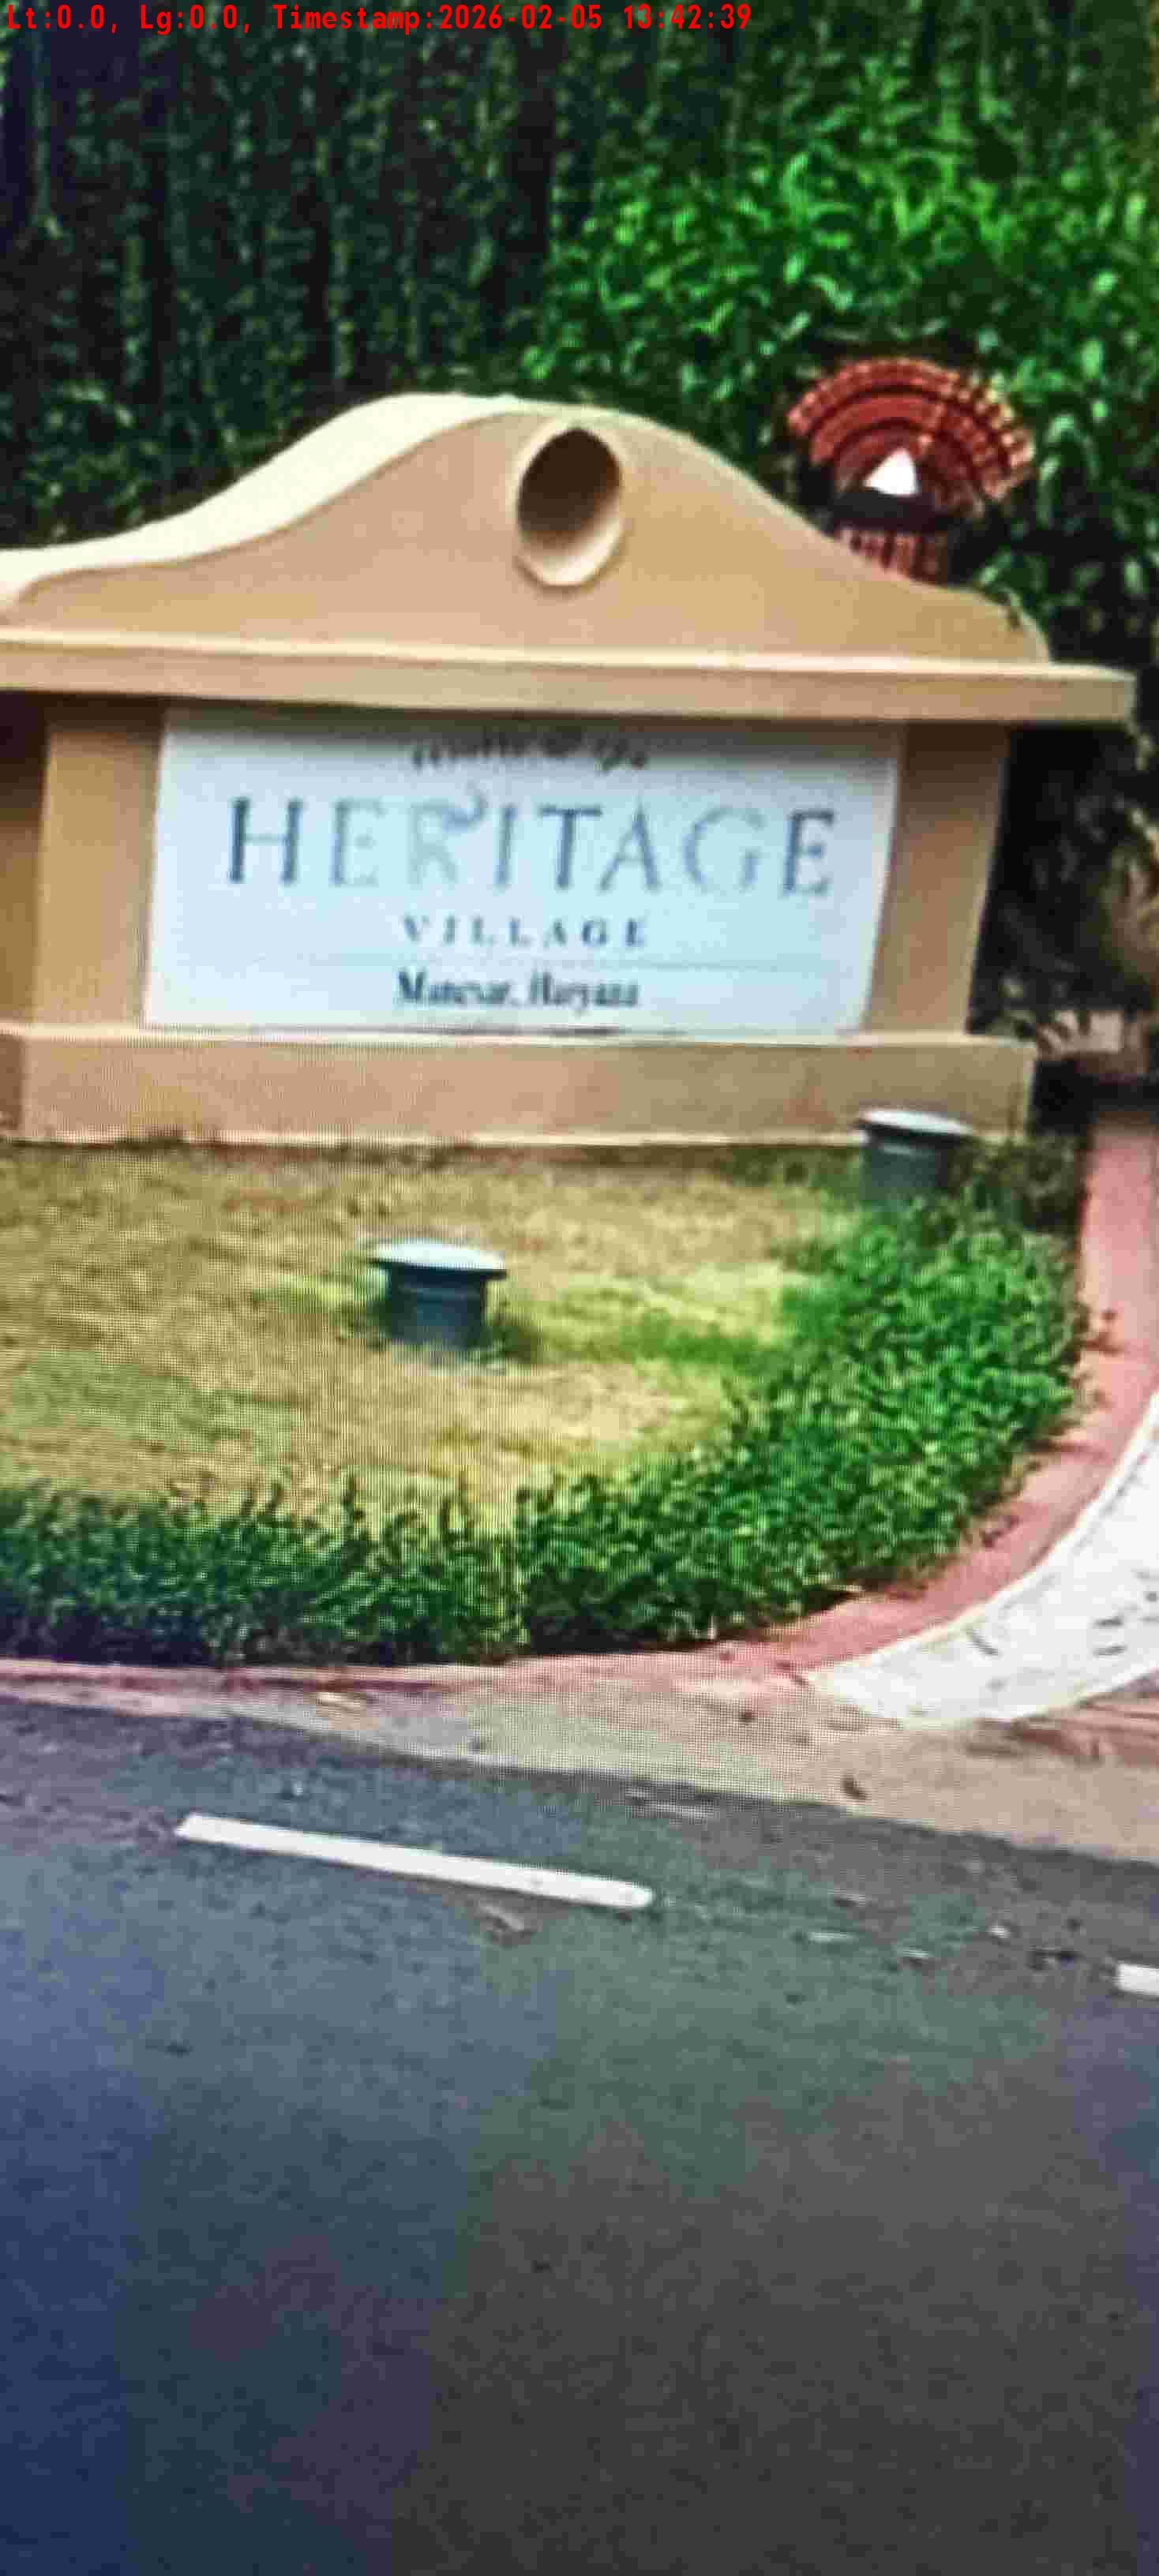 Lt:0.0, Lg:0.0, Timestamp:2026-02-05 13:42:39
HERITAGE
VILLAGE
Manesar, Haryana